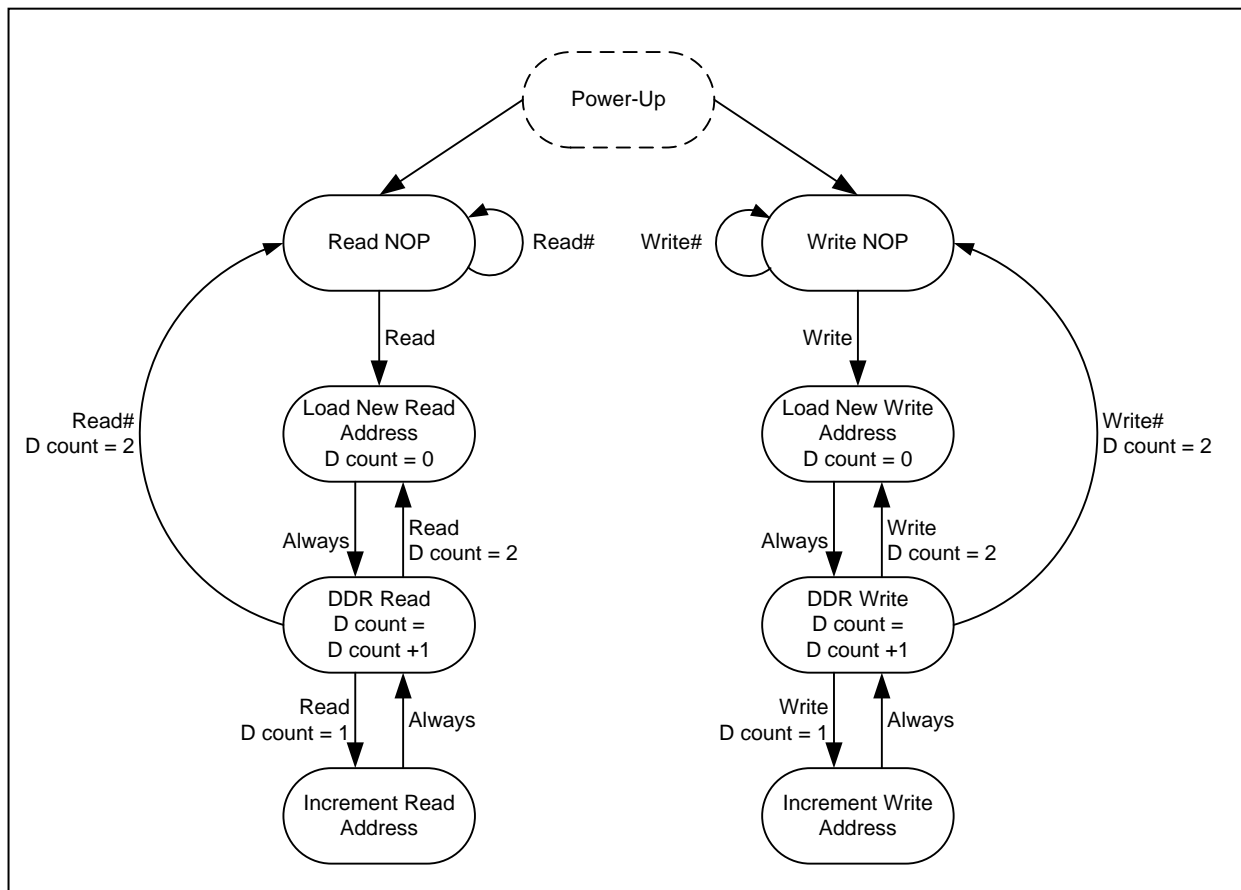 Power-Up
Read NOP
Read#
Write#
Write NOP
Read
Write
Load New Read
Address
D count = 0
Load New Write
Address
D count = 0
Read#
D count = 2
Write#
D count = 2
Always
Read
D count = 2
Always
Write
D count = 2
DDR Read
D count =
D count +1
DDR Write
D count =
D count +1
Read
D count = 1
Always
Write
D count = 1
Always
Increment Read
Address
Increment Write
Address